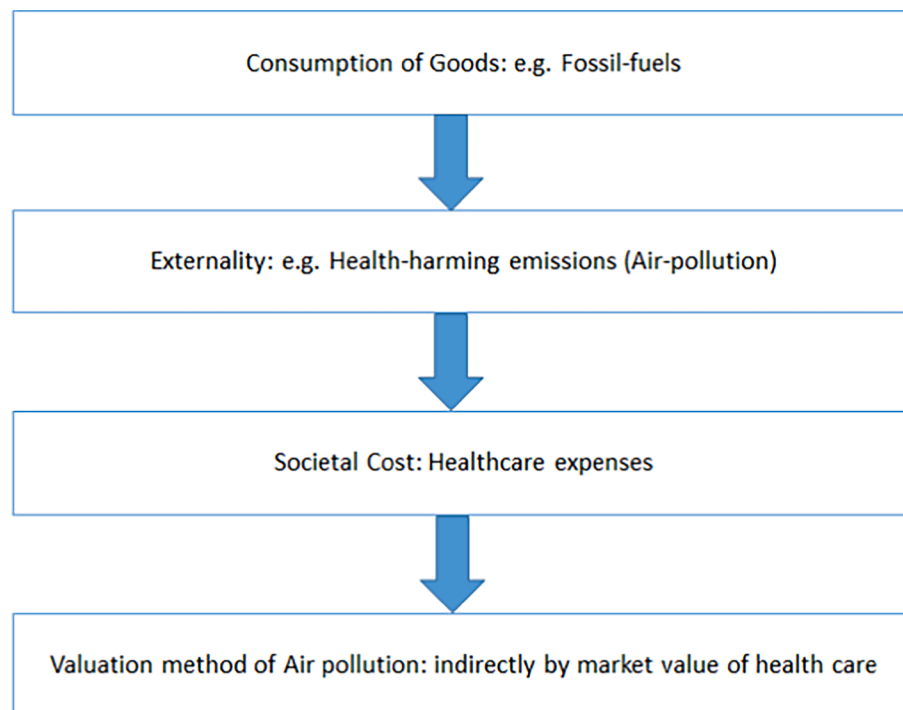 Consumption of Goods: e.g. Fossil-fuels
Externality: e.g. Health-harming emissions (Air-pollution)
Societal Cost: Healthcare expenses
Valuation method of Air pollution: indirectly by market value of health care